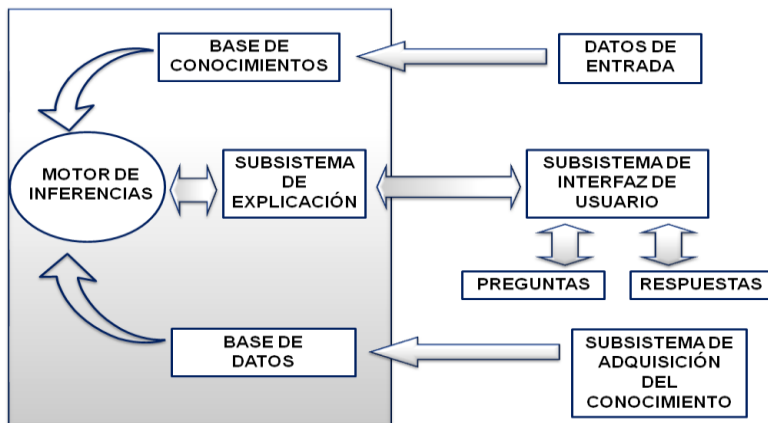 BASE DE
CONOCIMIENTOS
DATOS DE
ENTRADA
MOTOR DE
INFERENCIAS
SUBSISTEMA
DE
EXPLICACIÓN
SUBSISTEMA DE
INTERFAZ DE
USUARIO
PREGUNTAS
RESPUESTAS
BASE DE
DATOS
SUBSISTEMA DE
ADQUISICIÓN
DEL
CONOCIMIENTO